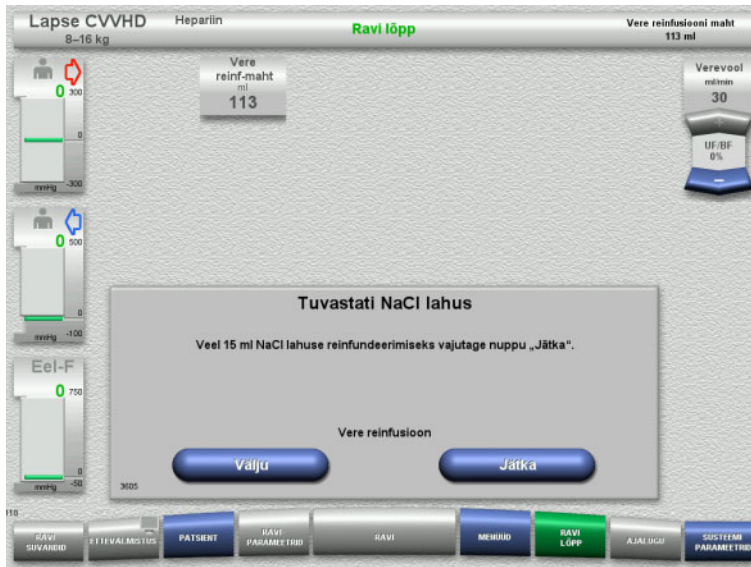 Lapse CVVHD
8–16 kg
Hepariin
Ravi lõpp
Vere reinfusiooni maht
113 ml
0
300
0
-300
mmHg
Vere
reinf-maht
ml
113
Verevool
ml/min
30
+
UF/BF
0%
–
0
500
0
-100
mmHg
Eel-F
0
750
0
-50
mmHg
Tuvastati NaCl lahus
Veel 15 ml NaCl lahuse reinfundeerimiseks vajutage nuppu „Jätka“.
Vere reinfusioon
Välju
Jätka
3605
RAVI
SUVANDID
ETTEVALMISTUS
PATSIENT
RAVI
PARAMEETRID
RAVI
MENÜÜD
RAVI
LÕPP
AJALUGU
SÜSTEEMI
PARAMEETRID